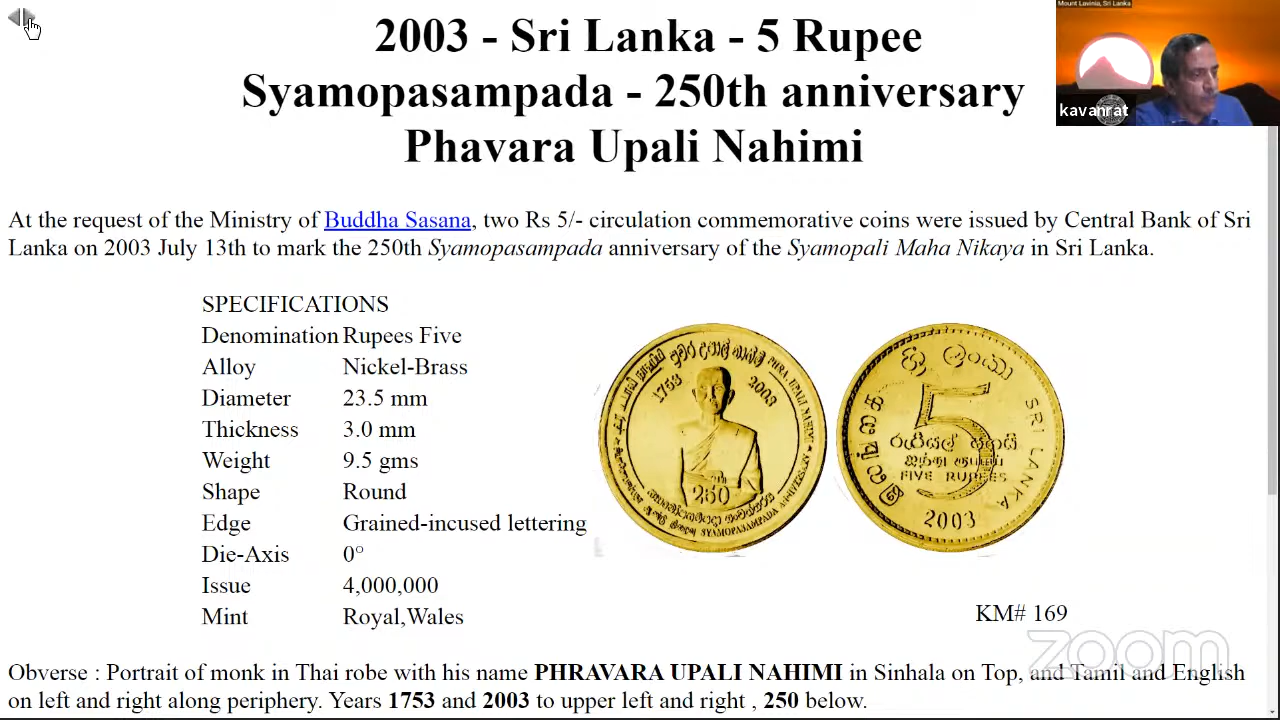 2003 - Sri Lanka - 5 Rupee
Syamopasampada - 250th anniversary
Phavara Upali Nahimi
Mount Lavinia, Sri Lanka
kavanrat
At the request of the Ministry of Buddha Sasana, two Rs 5/- circulation commemorative coins were issued by Central Bank of Sri
Lanka on 2003 July 13th to mark the 250th Syamopasampada anniversary of the Syamopali Maha Nikaya in Sri Lanka.
SPECIFICATIONS
Denomination Rupees Five
Alloy Nickel-Brass
Diameter 23.5 mm
Thickness 3.0 mm
Weight 9.5 gms
Shape Round
Edge Grained-incused lettering
Die-Axis 0°
Issue 4,000,000
Mint Royal,Wales
1753 2003
PHRA. UPALI NAHIMI
250
SYAMOPASAMPADA
ශ්‍රී ලංකා
இலங்கை
SRI LANKA
5
රුපියල් පහයි
ஐந்து ரூபாய்
FIVE RUPEES
2003
KM# 169
zoom
Obverse : Portrait of monk in Thai robe with his name PHRAVARA UPALI NAHIMI in Sinhala on Top, and Tamil and English
on left and right along periphery. Years 1753 and 2003 to upper left and right , 250 below.